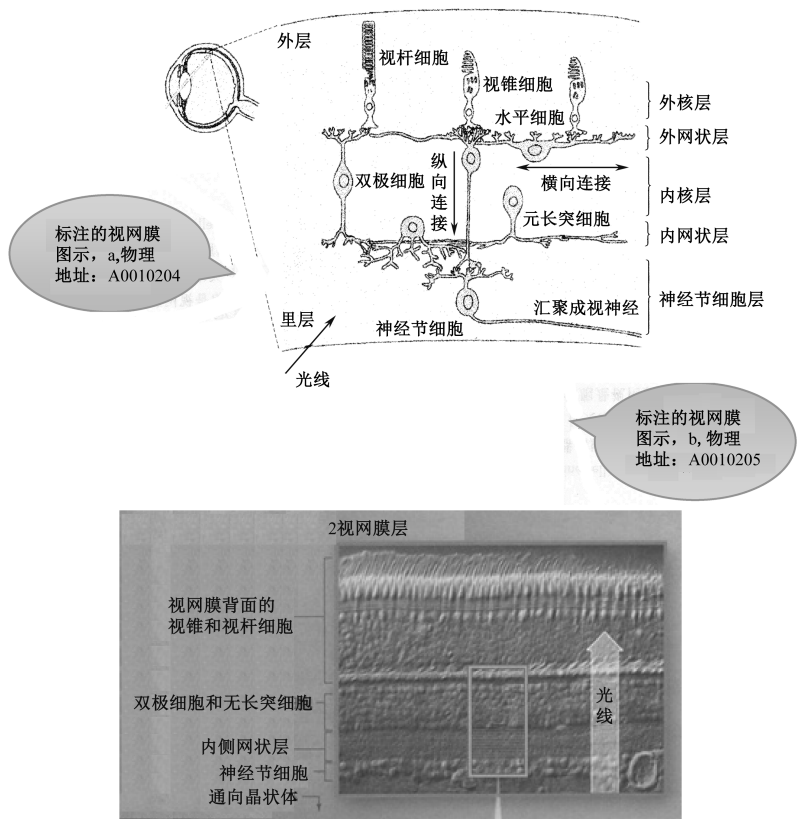 外层
视杆细胞
视锥细胞
水平细胞
外核层
外网状层
双极细胞
纵向连接
横向连接
内核层
元长突细胞
内网状层
标注的视网膜
图示，a,物理
地址：A0010204
里层
神经节细胞
汇聚成视神经
神经节细胞层
光线
标注的视网膜
图示，b,物理
地址：A0010205
2视网膜层
视网膜背面的
视锥和视杆细胞
双极细胞和无长突细胞
光线
内侧网状层
神经节细胞
通向晶状体